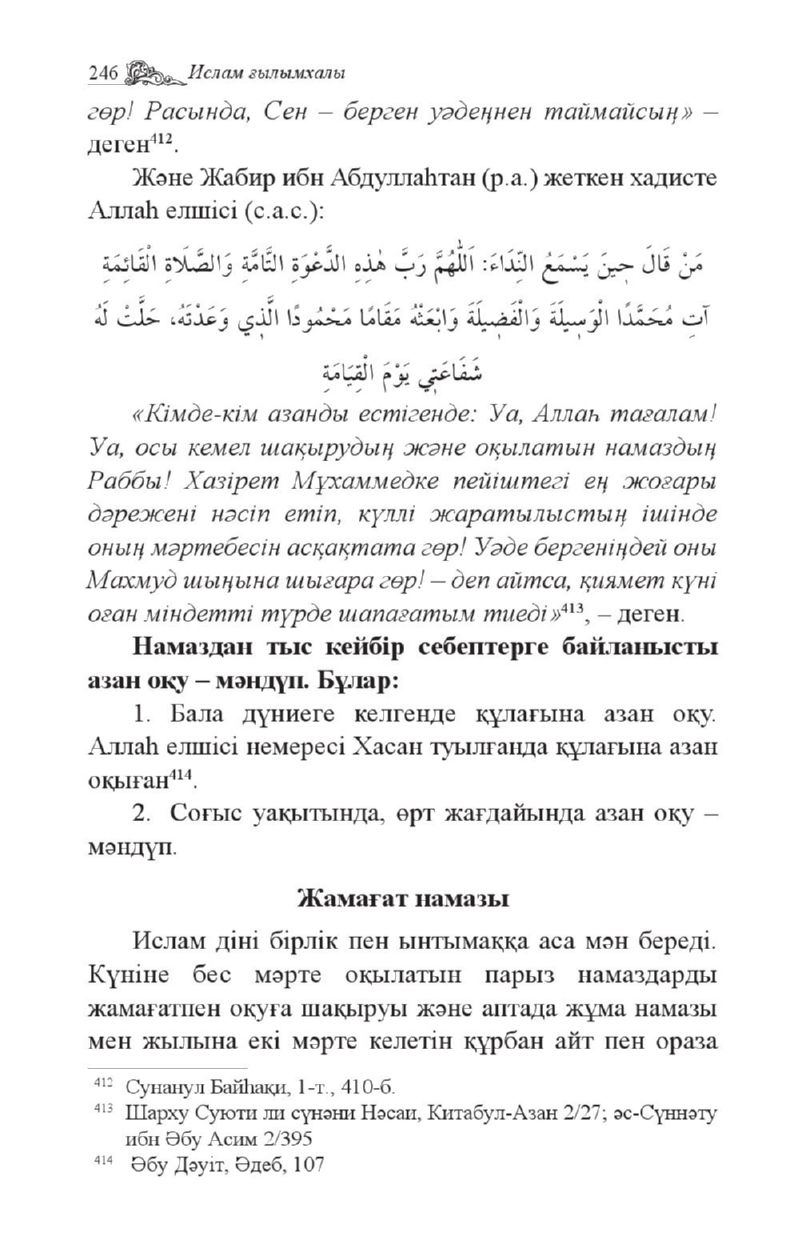 246 Ислам ғылымхалы
гөр! Расында, Сен – берген уәдеңнен таймайсың» –
деген⁴¹².
Және Жабир ибн Абдуллаһтан (р.а.) жеткен хадисте
Аллаһ елшісі (с.а.с.):
مَنْ قَالَ حِينَ يَسْمَعُ النِّدَاءَ: اَللّٰهُمَّ رَبَّ هٰذِهِ الدَّعْوَةِ التَّامَّةِ وَالصَّلَاةِ الْقَائِمَةِ
آتِ مُحَمَّدًا الْوَسِيلَةَ وَالْفَضِيلَةَ وَابْعَثْهُ مَقَامًا مَحْمُودًا الَّذِي وَعَدْتَهُ، حَلَّتْ لَهُ
شَفَاعَتِي يَوْمَ الْقِيَامَةِ
«Кімде-кім азанды естігенде: Уа, Аллаһ тағалам!
Уа, осы кемел шақырудың және оқылатын намаздың
Раббы! Хазірет Мұхаммедке пейіштегі ең жоғары
дәрежені нәсіп етіп, күллі жаратылыстың ішінде
оның мәртебесін асқақтата гөр! Уәде бергеніңдей оны
Махмуд шыңына шығара гөр! – деп айтса, қиямет күні
оған міндетті түрде шапағатым тиеді»⁴¹³, – деген.
Намаздан тыс кейбір себептерге байланысты
азан оқу – мәндүп. Бұлар:
1. Бала дүниеге келгенде құлағына азан оқу.
Аллаһ елшісі немересі Хасан туылғанда құлағына азан
оқыған⁴¹⁴.
2. Соғыс уақытында, өрт жағдайында азан оқу –
мәндүп.
Жамағат намазы
Ислам діні бірлік пен ынтымаққа аса мән береді.
Күніне бес мәрте оқылатын парыз намаздарды
жамағатпен оқуға шақыруы және аптада жұма намазы
мен жылына екі мәрте келетін құрбан айт пен ораза
⁴¹² Сунанул Байһақи, 1-т., 410-б.
⁴¹³ Шарху Суюти ли сүнәни Нәсаи, Китабул-Азан 2/27; әс-Сүннәту
ибн Әбу Асим 2/395
⁴¹⁴ Әбу Дәуіт, Әдеб, 107